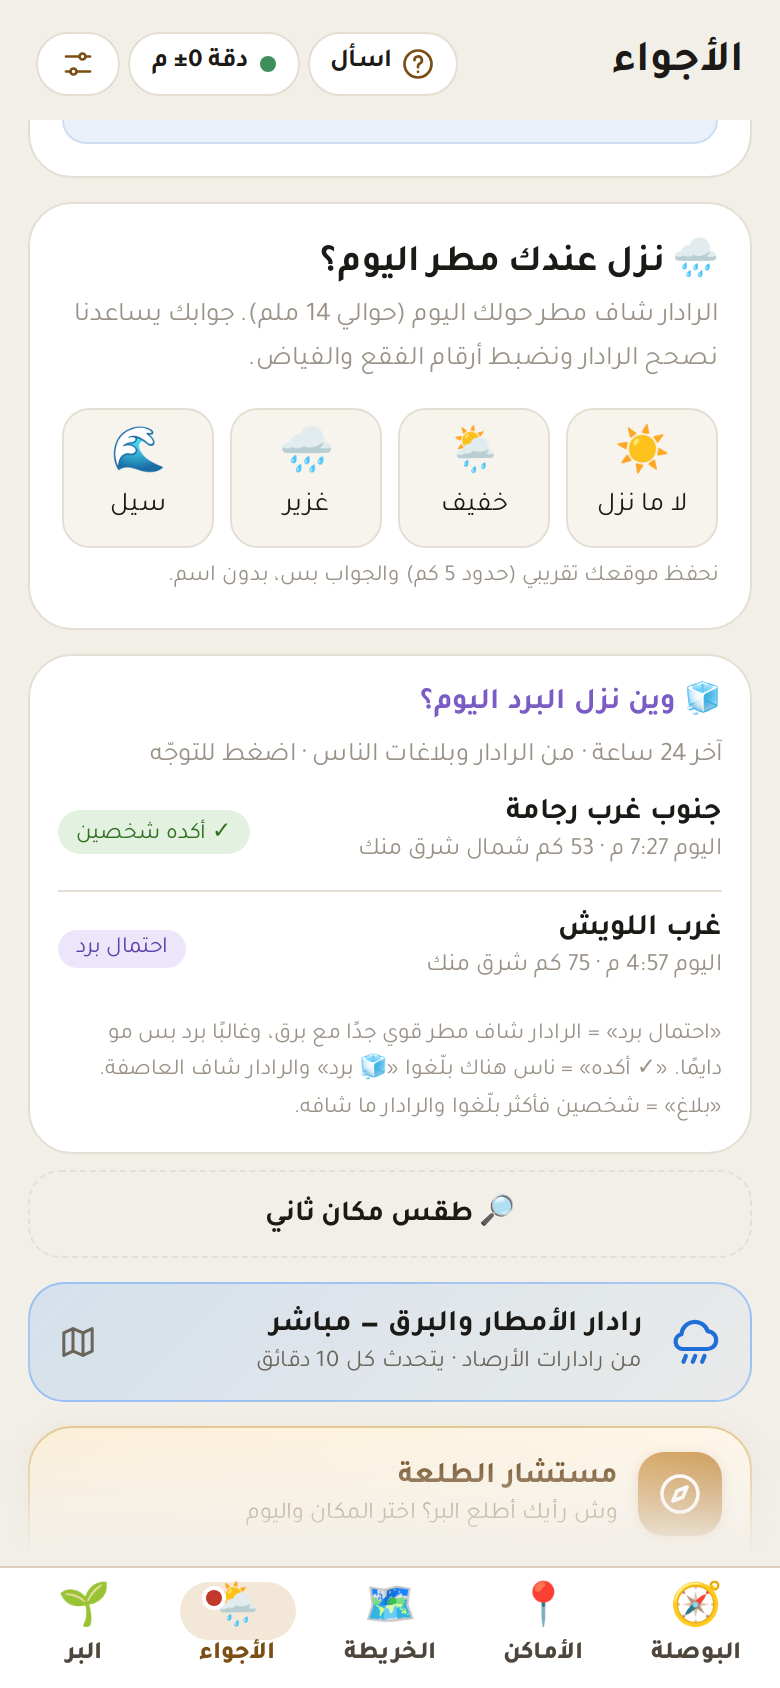 الأجواء
اسأل
دقة 0± م
نزل عندك مطر اليوم؟
الرادار شاف مطر حولك اليوم (حوالي 14 ملم). جوابك يساعدنا
نصحح الرادار ونضبط أرقام الفقع والفياض.
لا ما نزل
خفيف
غزير
سيل
نحفظ موقعك تقريبي (حدود 5 كم) والجواب بس، بدون اسم.
وين نزل البرد اليوم؟
آخر 24 ساعة · من الرادار وبلاغات الناس · اضغط للتوجّه
جنوب غرب رجامة
اليوم 7:27 م · 53 كم شمال شرق منك
✓ أكده شخصين
غرب اللويش
اليوم 4:57 م · 75 كم شرق منك
احتمال برد
«احتمال برد» = الرادار شاف مطر قوي جدًا مع برق، وغالبًا برد بس مو
دايمًا. «✓ أكده» = ناس هناك بلّغوا «🧊 برد» والرادار شاف العاصفة.
«بلاغ» = شخصين فأكثر بلّغوا والرادار ما شافه.
طقس مكان ثاني
رادار الأمطار والبرق — مباشر
من رادارات الأرصاد · يتحدث كل 10 دقائق
مستشار الطلعة
وش رأيك أطلع البر؟ اختر المكان واليوم
البوصلة
الأماكن
الخريطة
الأجواء
البر